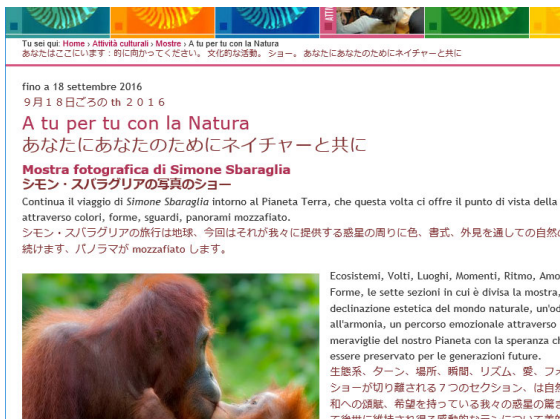 Tu sei qui: Home › Attività culturali › Mostre › A tu per tu con la Natura
あなたはここにいます：的に向かってください。 文化的な活動。 ショー。 あなたにあなたのためにネイチャーと共に
fino a 18 settembre 2016
９月１８日ごろの th ２０１６
A tu per tu con la Natura
あなたにあなたのためにネイチャーと共に
Mostra fotografica di Simone Sbaraglia
シモン・スバラグリアの写真のショー
Continua il viaggio di Simone Sbaraglia intorno al Pianeta Terra, che questa volta ci offre il punto di vista della
attraverso colori, forme, sguardi, panorami mozzafiato.
シモン・スバラグリアの旅行は地球、今回はそれが我々に提供する惑星の周りに色、書式、外見を通しての自然の
続けます、パノラマが mozzafiato します。
Ecosistemi, Volti, Luoghi, Momenti, Ritmo, Amo
Forme, le sette sezioni in cui è divisa la mostra,
declinazione estetica del mondo naturale, un'od
all'armonia, un percorso emozionale attraverso
meraviglie del nostro Pianeta con la speranza ch
essere preservato per le generazioni future.
生態系、ターン、場所、瞬間、リズム、愛、フォ
ショーが切り離される７つのセクション、は自然
和への頌賦、希望を持っている我々の惑星の驚き